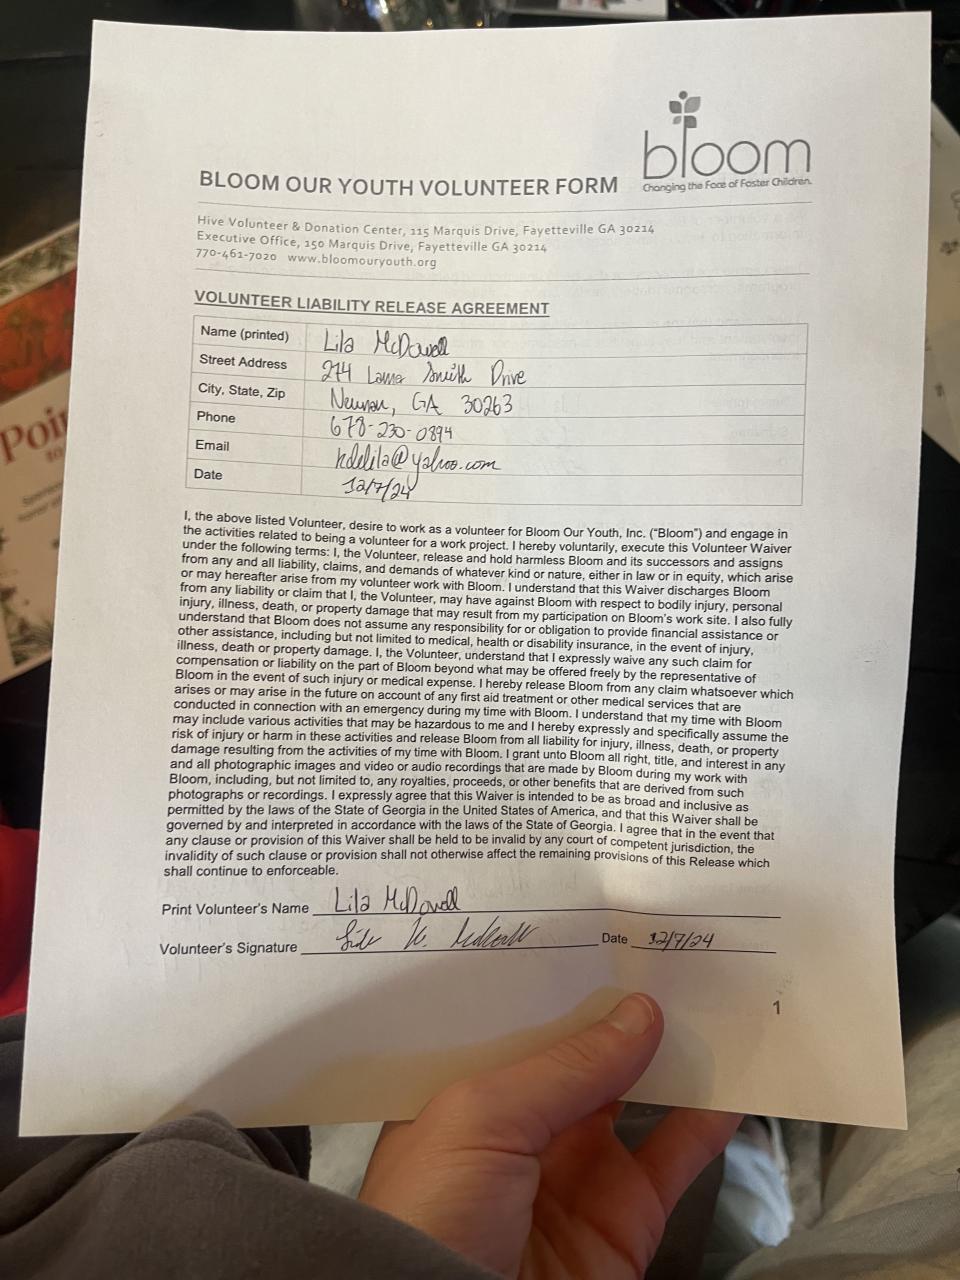 bloom
Changing the Face of Foster Children.
BLOOM OUR YOUTH VOLUNTEER FORM
Hive Volunteer & Donation Center, 115 Marquis Drive, Fayetteville GA 30214
Executive Office, 150 Marquis Drive, Fayetteville GA 30214
770-461-7020 www.bloomouryouth.org
VOLUNTEER LIABILITY RELEASE AGREEMENT
Name (printed) Lila McDowell
Street Address 214 Lamar Smith Drive
City, State, Zip Newnan, GA 30263
Phone 678-230-0894
Email @yahoo.com
Date 12/7/24
I, the above listed Volunteer, desire to work as a volunteer for Bloom Our Youth, Inc. (“Bloom”) and engage in
the activities related to being a volunteer for a work project. I hereby voluntarily, execute this Volunteer Waiver
under the following terms: I, the Volunteer, release and hold harmless Bloom and its successors and assigns
from any and all liability, claims, and demands of whatever kind or nature, either in law or in equity, which arise
or may hereafter arise from my volunteer work with Bloom. I understand that this Waiver discharges Bloom
from any liability or claim that I, the Volunteer, may have against Bloom with respect to bodily injury, personal
injury, illness, death, or property damage that may result from my participation on Bloom's work site. I also fully
understand that Bloom does not assume any responsibility for or obligation to provide financial assistance or
other assistance, including but not limited to medical, health or disability insurance, in the event of injury,
illness, death or property damage. I, the Volunteer, understand that I expressly waive any such claim for
compensation or liability on the part of Bloom beyond what may be offered freely by the representative of
Bloom in the event of such injury or medical expense. I hereby release Bloom from any claim whatsoever which
arises or may arise in the future on account of any first aid treatment or other medical services that are
conducted in connection with an emergency during my time with Bloom. I understand that my time with Bloom
may include various activities that may be hazardous to me and I hereby expressly and specifically assume the
risk of injury or harm in these activities and release Bloom from all liability for injury, illness, death, or property
damage resulting from the activities of my time with Bloom. I grant unto Bloom all right, title, and interest in any
and all photographic images and video or audio recordings that are made by Bloom during my work with
Bloom, including, but not limited to, any royalties, proceeds, or other benefits that are derived from such
photographs or recordings. I expressly agree that this Waiver is intended to be as broad and inclusive as
permitted by the laws of the State of Georgia in the United States of America, and that this Waiver shall be
governed by and interpreted in accordance with the laws of the State of Georgia. I agree that in the event that
any clause or provision of this Waiver shall be held to be invalid by any court of competent jurisdiction, the
invalidity of such clause or provision shall not otherwise affect the remaining provisions of this Release which
shall continue to enforceable.
Print Volunteer's Name Lila McDowell
Volunteer's Signature Date 12/7/24
1
Poi
to